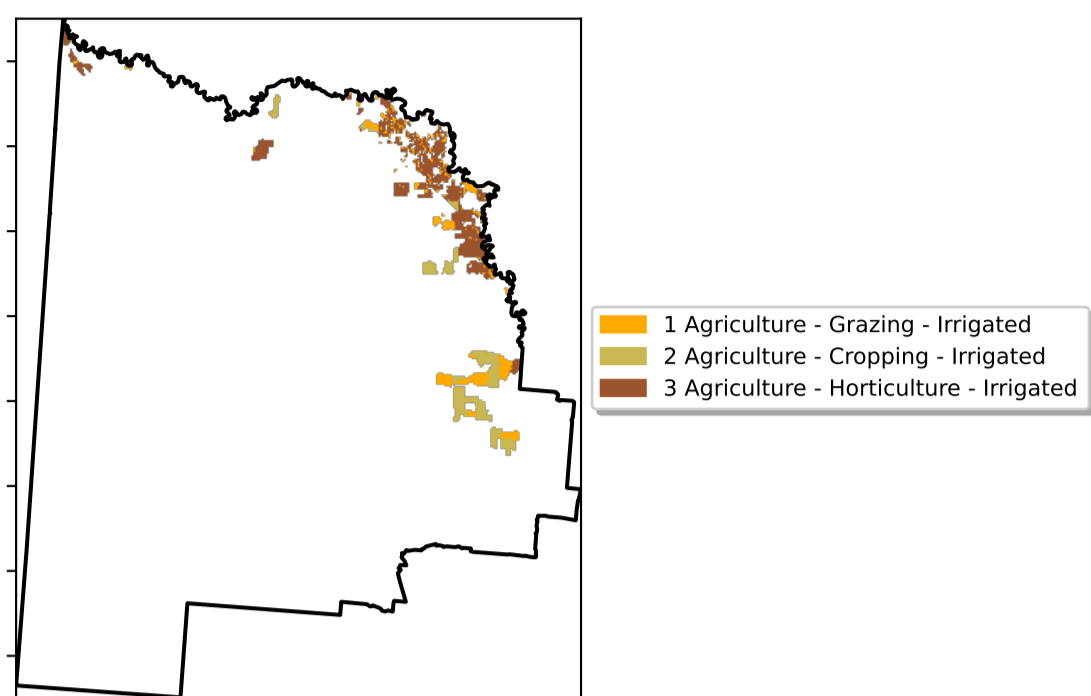 1 Agriculture - Grazing - Irrigated
2 Agriculture - Cropping - Irrigated
3 Agriculture - Horticulture - Irrigated